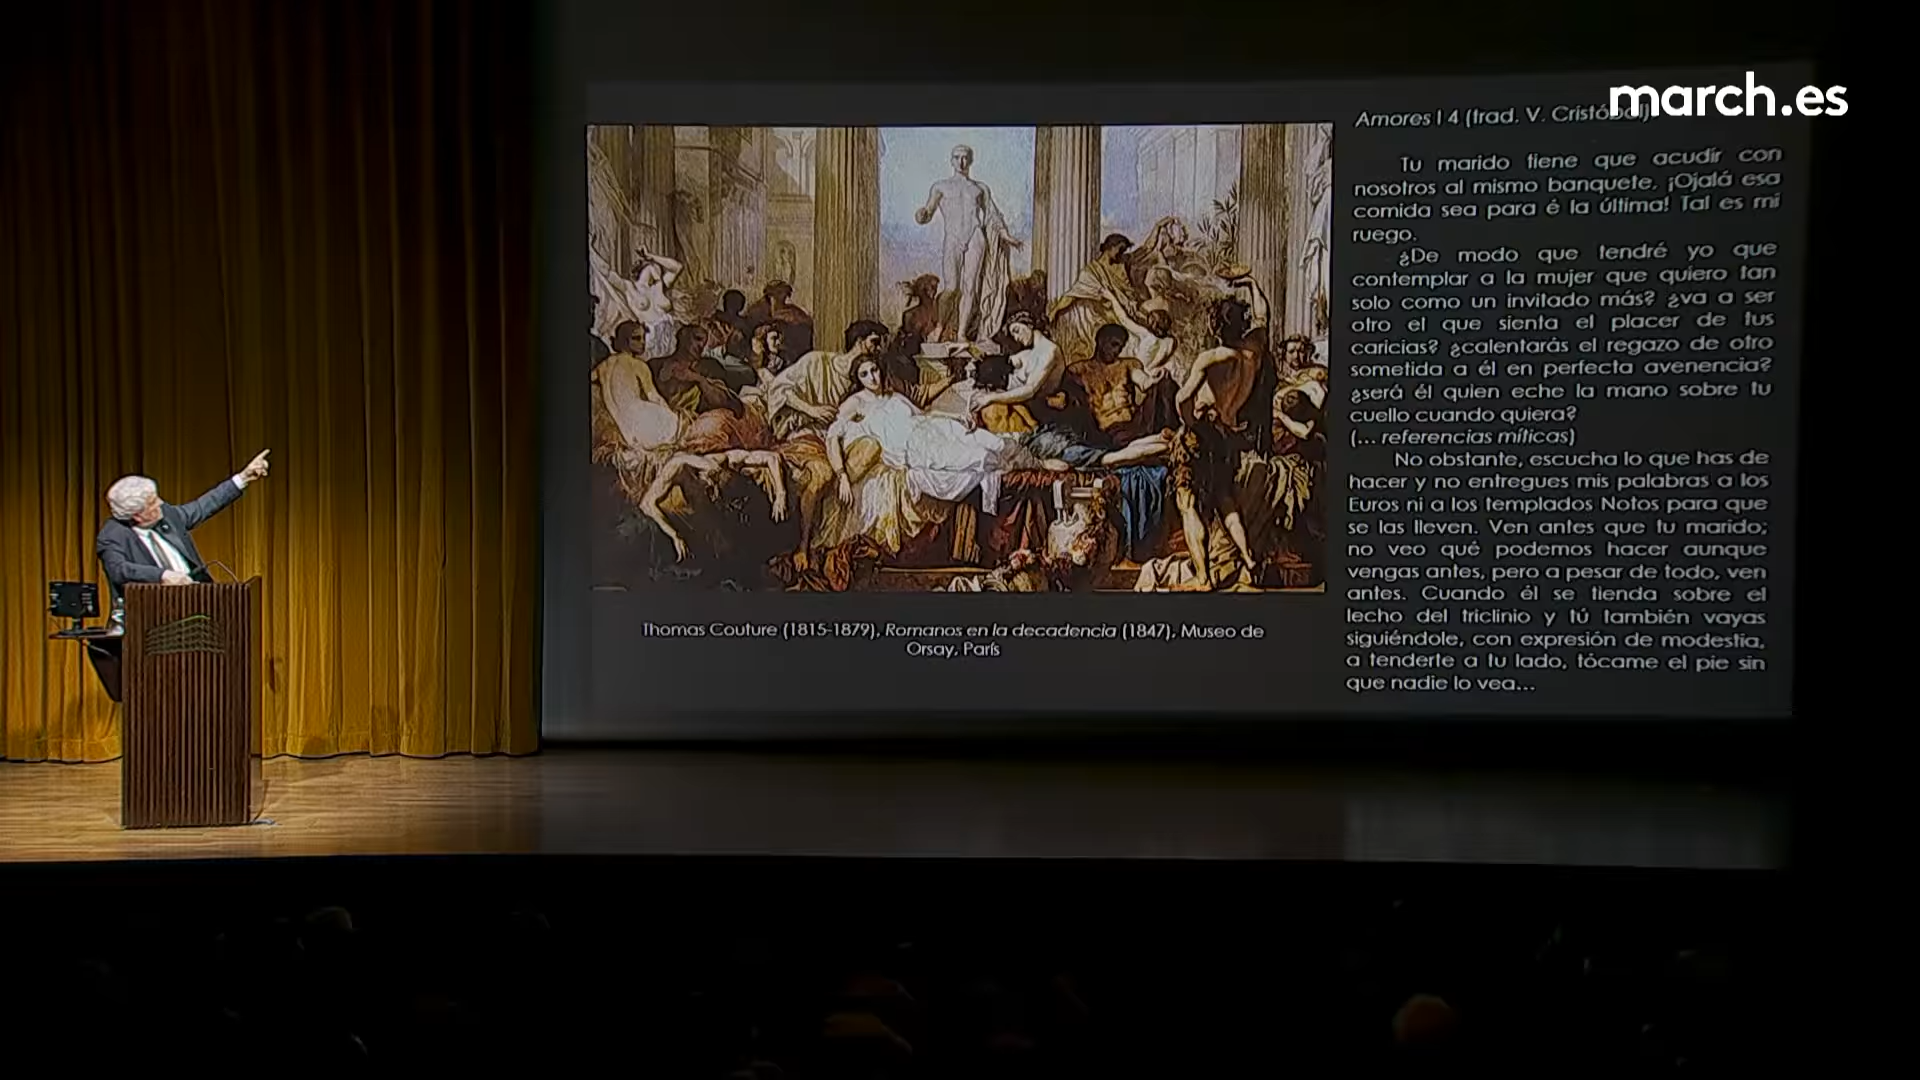 march.es
Amores I 4 (trad. V. Cristóbal)
Tu marido tiene que acudir con
nosotros al mismo banquete. ¡Ojalá esa
comida sea para é la última! Tal es mi
ruego.
¿De modo que tendré yo que
contemplar a la mujer que quiero tan
solo como un invitado más? ¿va a ser
otro el que sienta el placer de tus
caricias? ¿calentarás el regazo de otro
sometida a él en perfecta avenencia?
¿será él quien eche la mano sobre tu
cuello cuando quiera?
(... referencias míticas)
No obstante, escucha lo que has de
hacer y no entregues mis palabras a los
Euros ni a los templados Notos para que
se las lleven. Ven antes que tu marido;
no veo qué podemos hacer aunque
vengas antes, pero a pesar de todo, ven
antes. Cuando él se tienda sobre el
lecho del triclinio y tú también vayas
siguiéndole, con expresión de modestia,
a tenderte a tu lado, tócame el pie sin
que nadie lo vea...
Thomas Couture (1815-1879), Romanos en la decadencia (1847), Museo de
Orsay, París